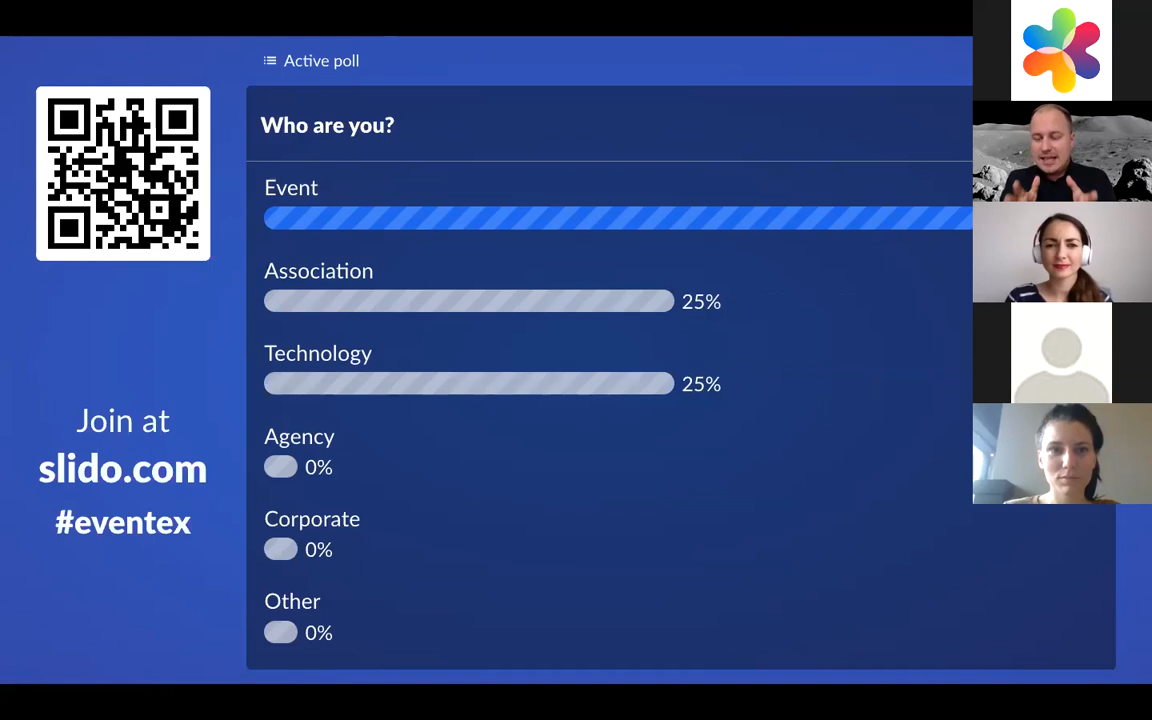 Active poll
Who are you?
Event
Association
25%
Technology
25%
Agency
0%
Corporate
0%
Other
0%
Join at
slido.com
#eventex